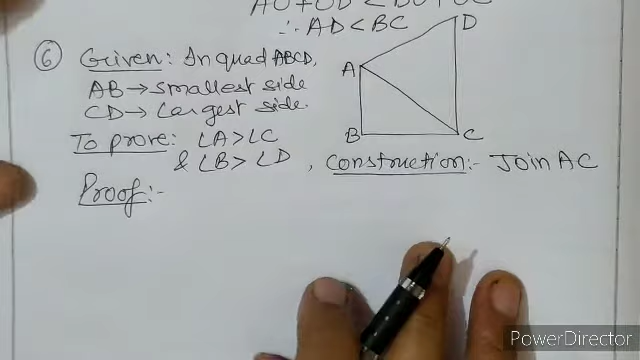 ∴ AD < BC
⑥ Given: In quad ABCD,
AB → smallest side
CD → Largest side.
To prove: ∠A > ∠C
& ∠B > ∠D, Construction:- Join AC
Proof:-
D
A
B
C
PowerDirector